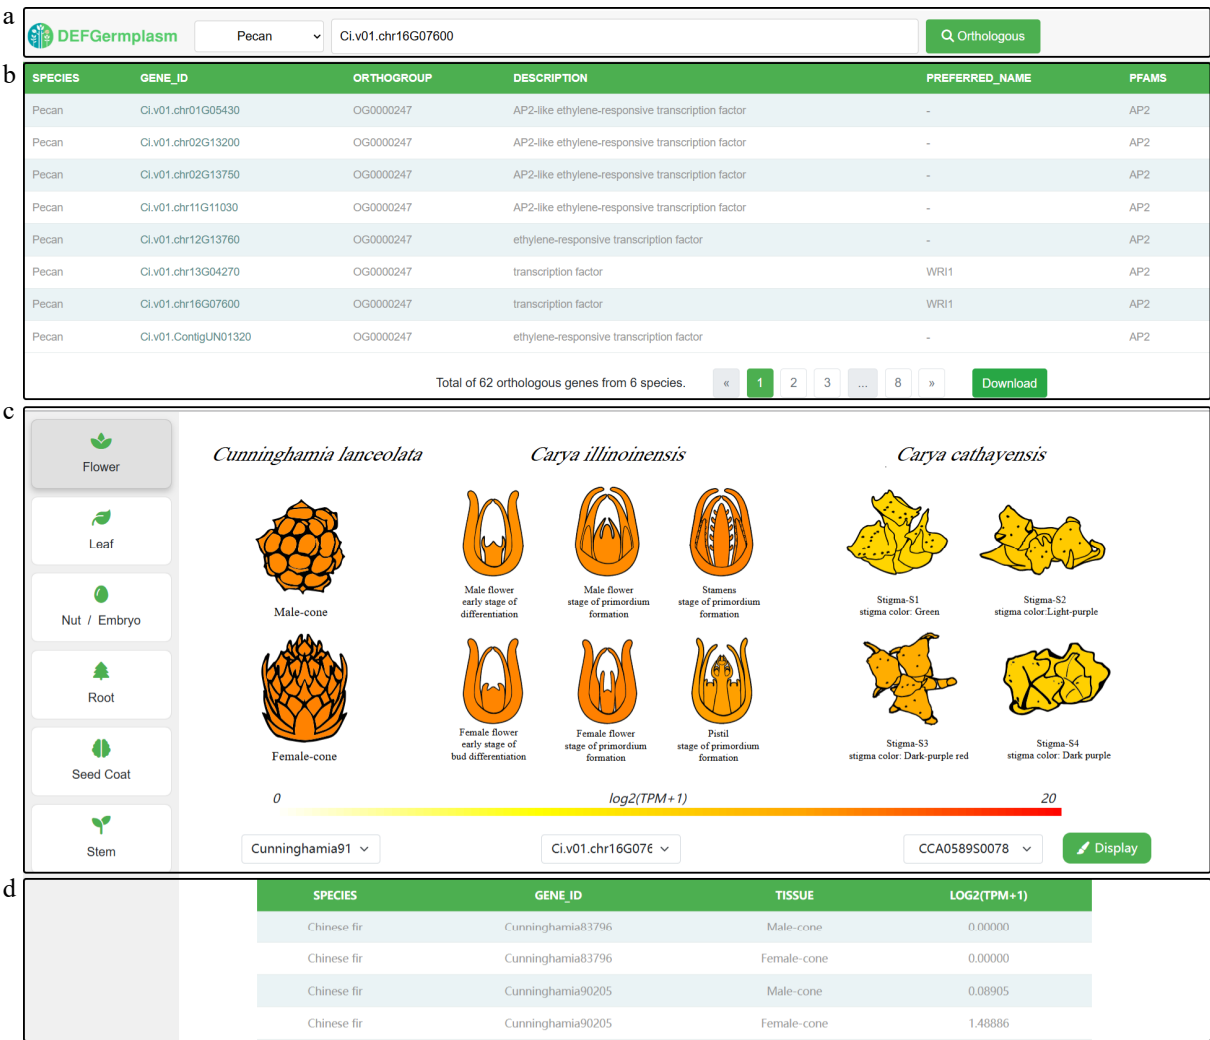 a
DEFGermplasm Pecan Ci.v01.chr16G07600 Orthologous
b
SPECIES GENE_ID ORTHOGROUP DESCRIPTION PREFERRED_NAME PFAMS
Pecan Ci.v01.chr01G05430 OG0000247 AP2-like ethylene-responsive transcription factor - AP2
Pecan Ci.v01.chr02G13200 OG0000247 AP2-like ethylene-responsive transcription factor - AP2
Pecan Ci.v01.chr02G13750 OG0000247 AP2-like ethylene-responsive transcription factor - AP2
Pecan Ci.v01.chr11G11030 OG0000247 AP2-like ethylene-responsive transcription factor - AP2
Pecan Ci.v01.chr12G13760 OG0000247 ethylene-responsive transcription factor - AP2
Pecan Ci.v01.chr13G04270 OG0000247 transcription factor WRI1 AP2
Pecan Ci.v01.chr16G07600 OG0000247 transcription factor WRI1 AP2
Pecan Ci.v01.ContigUN01320 OG0000247 ethylene-responsive transcription factor - AP2
Total of 62 orthologous genes from 6 species. « 1 2 3 ... 8 » Download
c
Flower
Leaf
Nut / Embryo
Root
Seed Coat
Stem
Cunninghamia lanceolata Carya illinoinensis Carya cathayensis
Male-cone
Male flower
early stage of
differentiation
Male flower
stage of primordium
formation
Stamens
stage of primordium
formation
Stigma-S1
stigma color: Green
Stigma-S2
stigma color:Light-purple
Female-cone
Female flower
early stage of
bud differentiation
Female flower
stage of primordium
formation
Pistil
stage of primordium
formation
Stigma-S3
stigma color: Dark-purple red
Stigma-S4
stigma color: Dark purple
0 log2(TPM+1) 20
Cunninghamia91 Ci.v01.chr16G076 CCA0589S0078 Display
d
SPECIES GENE_ID TISSUE LOG2(TPM+1)
Chinese fir Cunninghamia83796 Male-cone 0.00000
Chinese fir Cunninghamia83796 Female-cone 0.00000
Chinese fir Cunninghamia90205 Male-cone 0.08905
Chinese fir Cunninghamia90205 Female-cone 1.48886